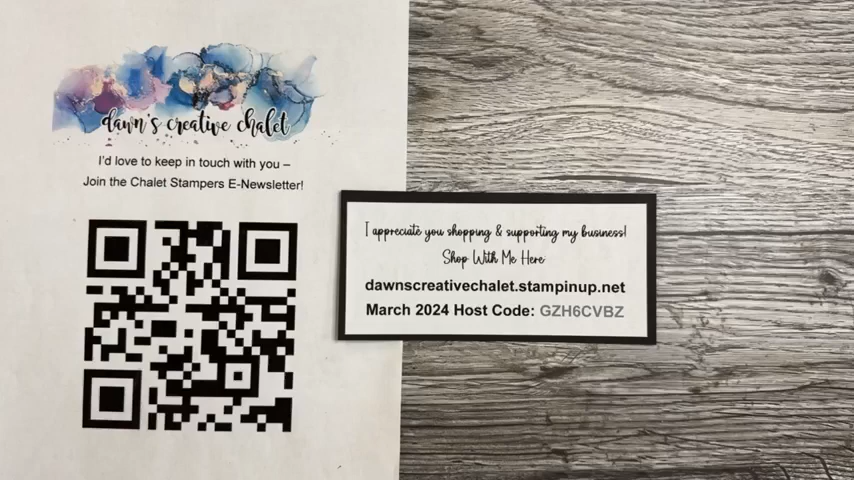 dawn's creative chalet
I'd love to keep in touch with you –
Join the Chalet Stampers E-Newsletter!
I appreciate you shopping & supporting my business!
Shop With Me Here:
dawnscreativechalet.stampinup.net
March 2024 Host Code: GZH6CVBZ